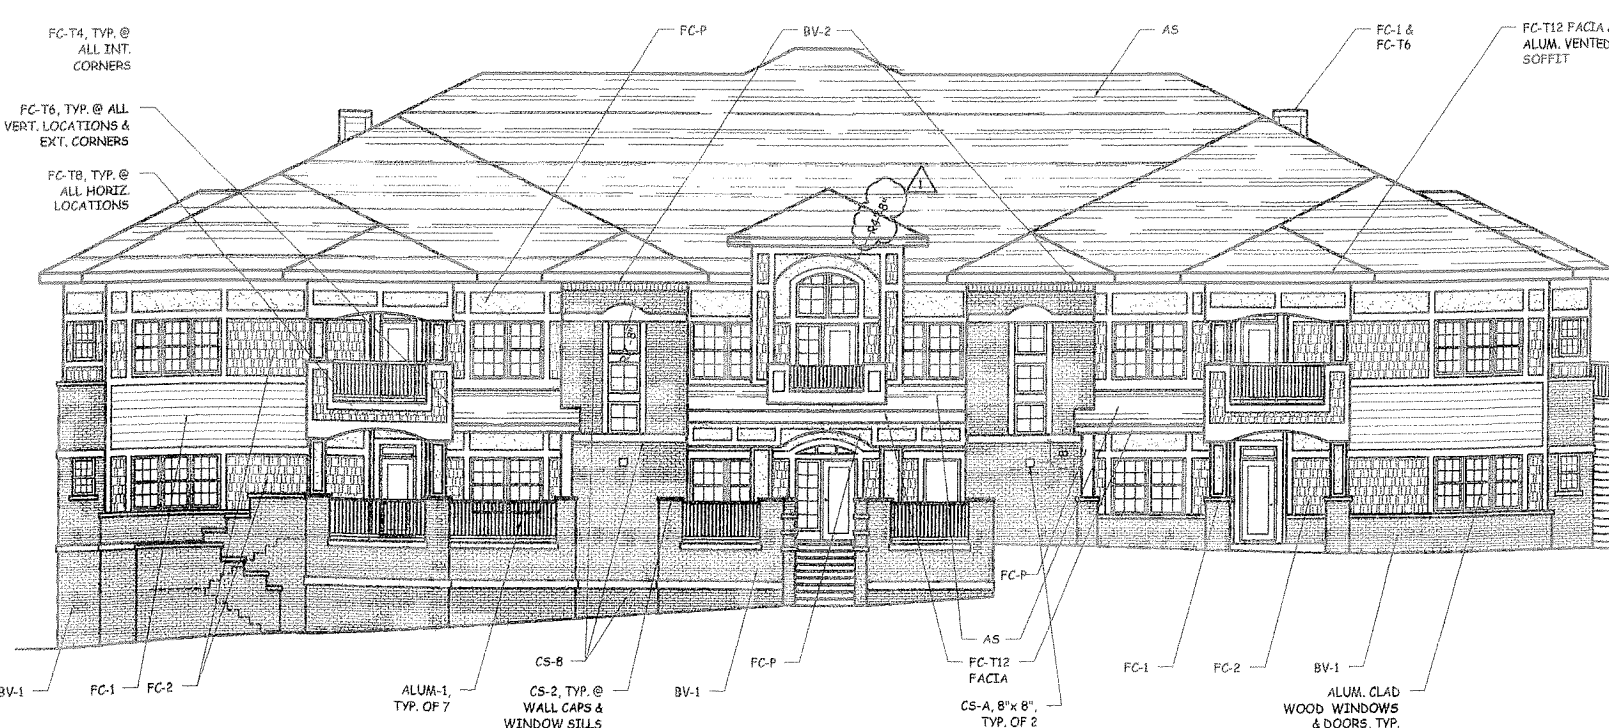 FC-T4, TYP. @
ALL INT.
CORNERS
FC-P
BV-2
AS
FC-1 &
FC-T6
FC-T12 FACIA &
ALUM. VENTED
SOFFIT
FC-T6, TYP. @ ALL
VERT. LOCATIONS &
EXT. CORNERS
FC-T8, TYP. @
ALL HORIZ.
LOCATIONS
1
FC-P
BV-1
FC-1
FC-2
ALUM-1,
TYP. OF 7
CS-8
CS-2, TYP. @
WALL CAPS &
WINDOW SILLS
BV-1
FC-P
AS
FC-T12
FACIA
CS-A, 8"x 8",
TYP. OF 2
FC-1
FC-2
BV-1
ALUM. CLAD
WOOD WINDOWS
& DOORS, TYP.